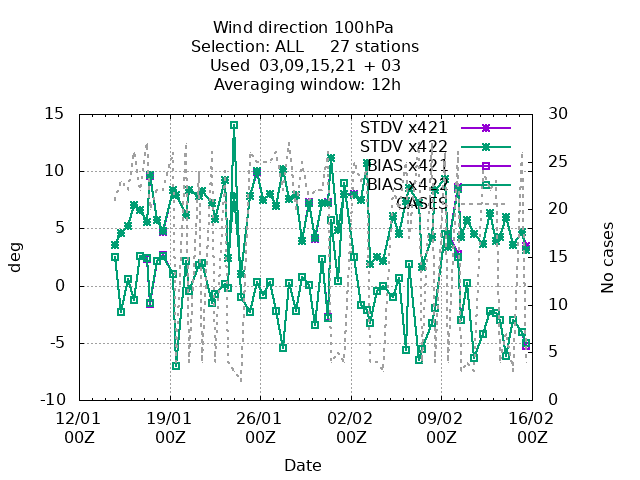 Wind direction 100hPa
Selection: ALL     27 stations
Used 03,09,15,21 + 03
Averaging window: 12h
15
10
5
0
-5
-10
deg
30
25
20
15
10
5
0
No cases
STDV x421
STDV x422
BIAS x421
BIAS x422
CASES
12/01 19/01 26/01 02/02 09/02 16/02
00Z 00Z 00Z 00Z 00Z 00Z
Date